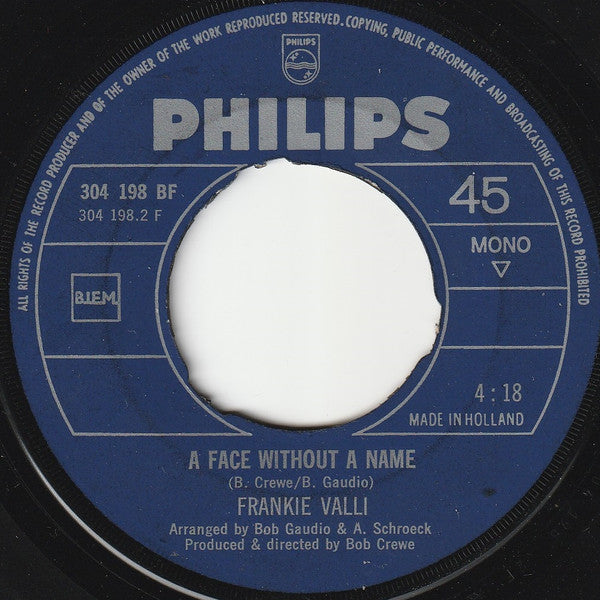 ALL RIGHTS OF THE RECORD PRODUCER AND OF THE OWNER OF THE WORK REPRODUCED RESERVED. COPYING, PUBLIC PERFORMANCE AND BROADCASTING OF THIS RECORD PROHIBITED
PHILIPS
PHILIPS
304 198 BF
304 198.2 F
45
MONO
B.I.E.M.
4:18
MADE IN HOLLAND
A FACE WITHOUT A NAME
(B. Crewe/B. Gaudio)
FRANKIE VALLI
Arranged by Bob Gaudio & A. Schroeck
Produced & directed by Bob Crewe